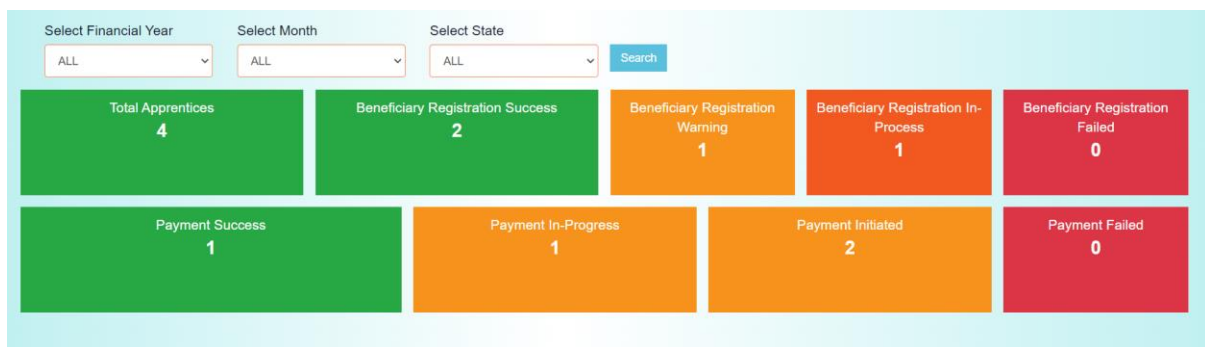 Select Financial Year
Select Month
Select State
ALL
ALL
ALL
Search
Total Apprentices
4
Beneficiary Registration Success
2
Beneficiary Registration
Warning
1
Beneficiary Registration In-
Process
1
Beneficiary Registration
Failed
0
Payment Success
1
Payment In-Progress
1
Payment Initiated
2
Payment Failed
0